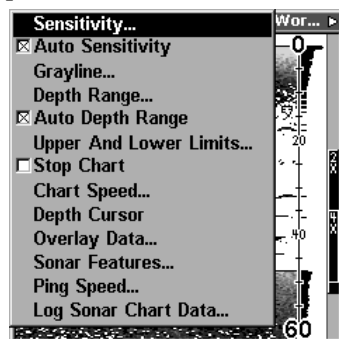 Sensitivity...
Wor...
Auto Sensitivity
0
Grayline...
Depth Range...
Auto Depth Range
20
Upper And Lower Limits...
Stop Chart
Chart Speed...
Depth Cursor
Overlay Data...
40
Sonar Features...
Ping Speed...
Log Sonar Chart Data...
60